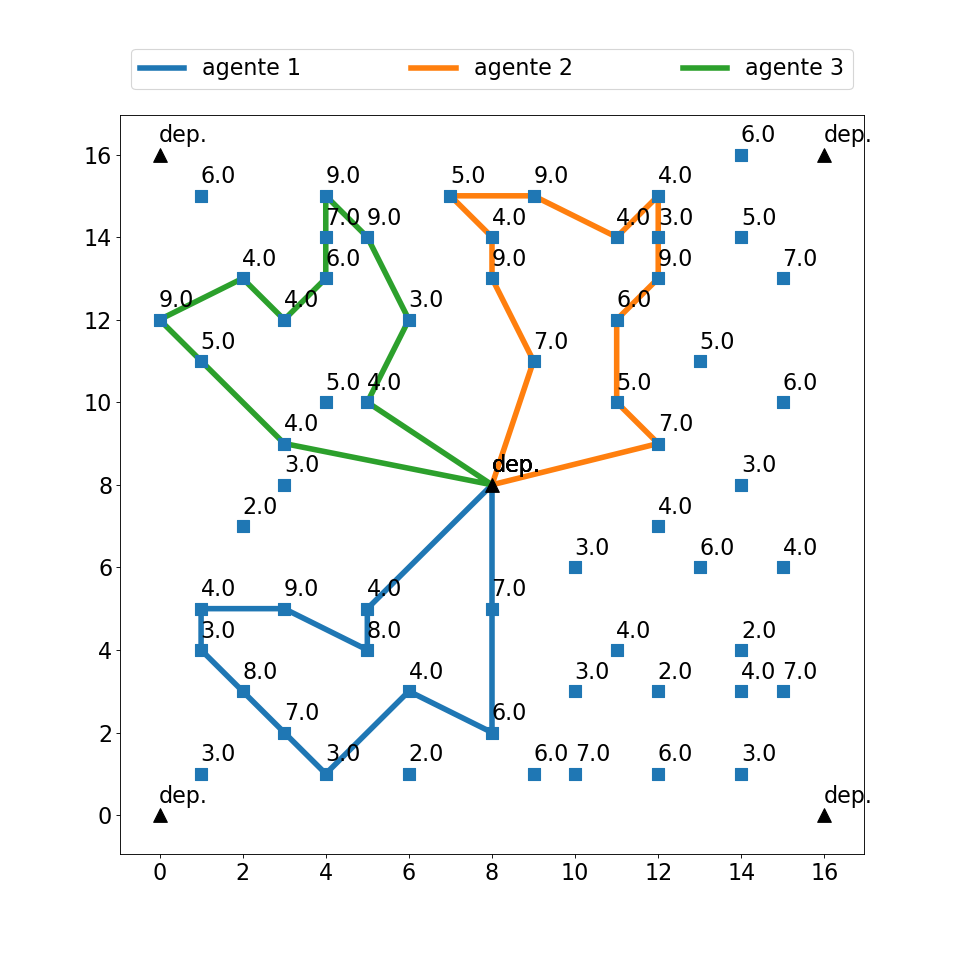 agente 1 agente 2 agente 3
dep. 6.0 dep.
16
6.0 9.0 5.0 9.0 4.0
7.0 9.0 4.0 4.0 3.0 5.0
14
4.0 6.0 9.0 9.0 7.0
9.0 4.0 3.0 6.0
12
5.0 7.0 5.0
5.0 4.0 5.0 6.0
10
4.0 7.0
3.0 dep. 3.0
8
2.0 4.0
3.0 6.0 4.0
6
4.0 9.0 4.0 7.0
3.0 8.0 4.0 2.0
4
8.0 4.0 3.0 2.0 4.0 7.0
7.0 6.0
2
3.0 3.0 2.0 6.0 7.0 6.0 3.0
dep. dep.
0
0 2 4 6 8 10 12 14 16